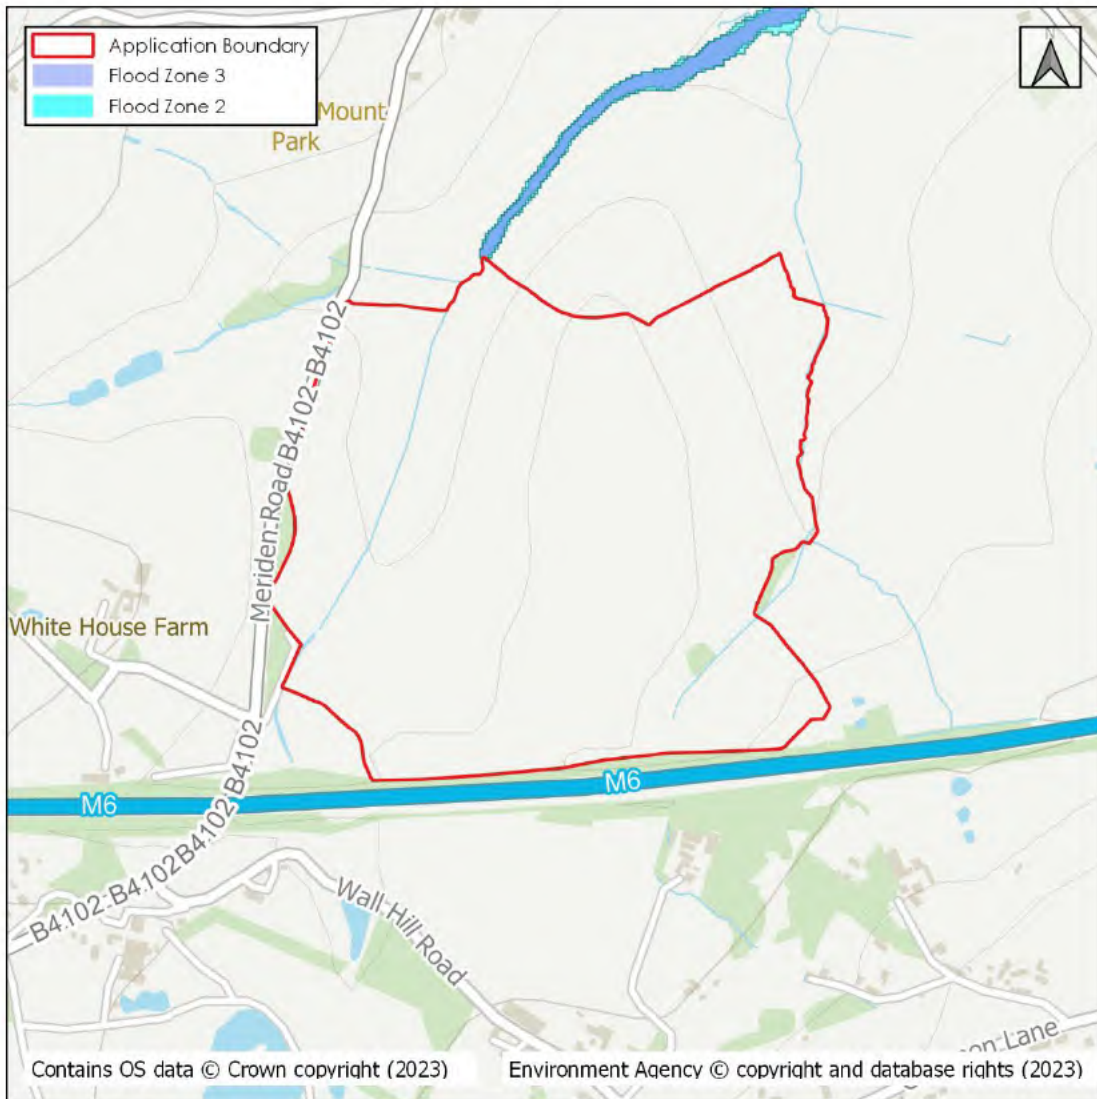 Application Boundary
Flood Zone 3
Flood Zone 2
N
Mount
Park
B4102
B4102
Meriden Road
White House Farm
B4102
B4102
B4102
B4102
M6
M6
Wall Hill Road
Lane
Contains OS data © Crown copyright (2023)
Environment Agency © copyright and database rights (2023)